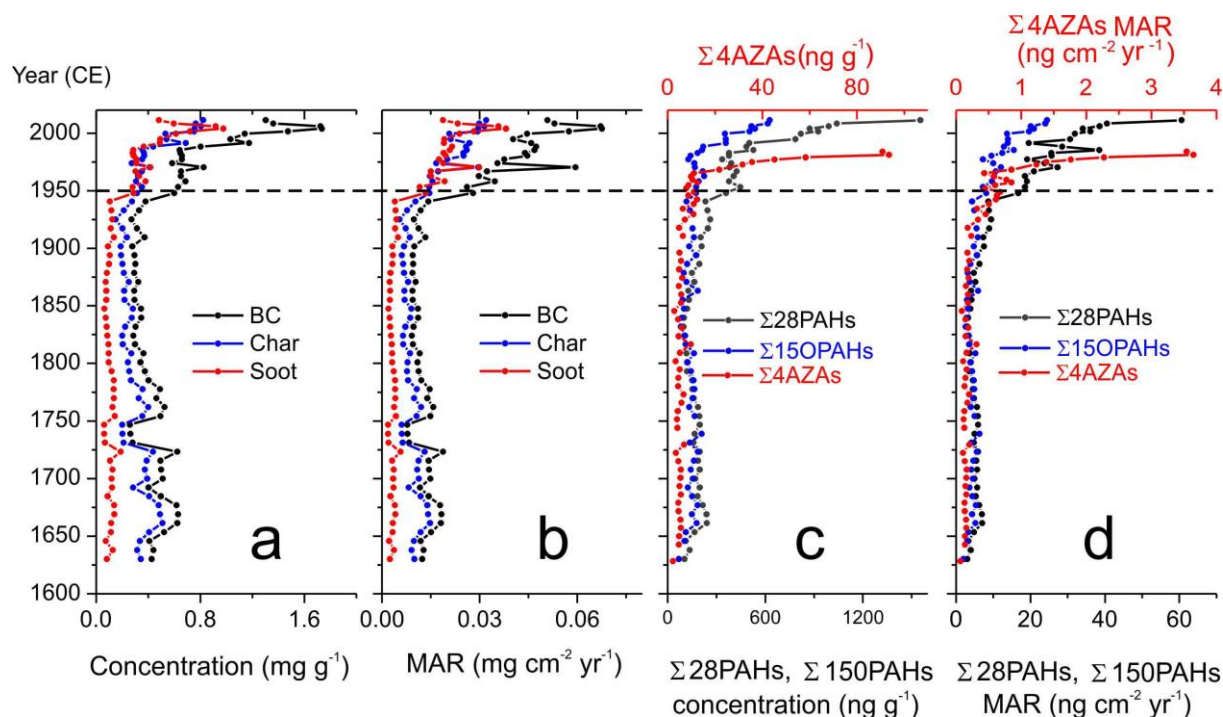 Σ4AZAs(ng g⁻¹)
Σ4AZAs MAR
(ng cm⁻² yr⁻¹)
Year (CE)
0 40 80
0 1 2 3 4
2000
1950
1900
1850
1800
1750
1700
1650
1600
BC
Char
Soot
BC
Char
Soot
Σ28PAHs
Σ15OPAHs
Σ4AZAs
Σ28PAHs
Σ15OPAHs
Σ4AZAs
a
b
c
d
0.0 0.8 1.6
0.00 0.03 0.06
0 600 1200
0 20 40 60
Concentration (mg g⁻¹)
MAR (mg cm⁻² yr⁻¹)
Σ28PAHs, Σ150PAHs
concentration (ng g⁻¹)
Σ28PAHs, Σ150PAHs
MAR (ng cm⁻² yr⁻¹)